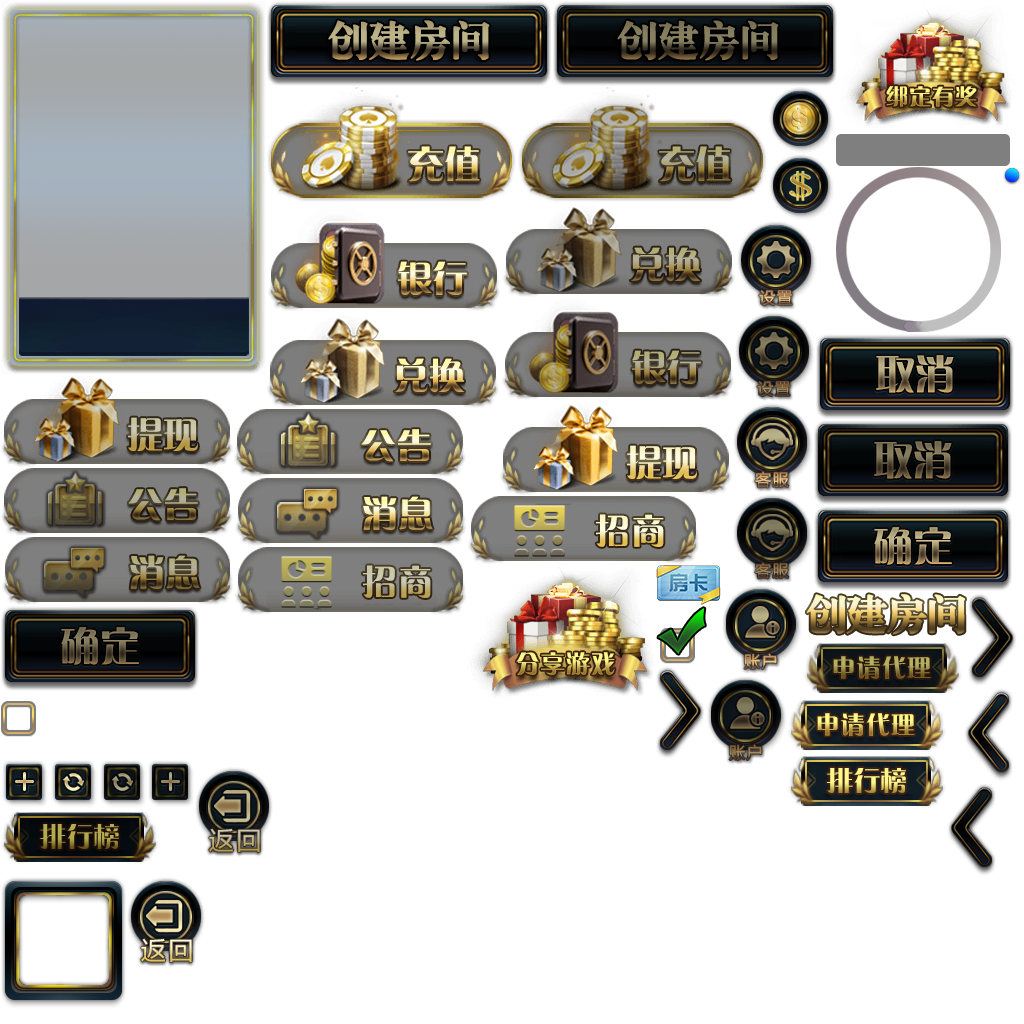 创建房间
创建房间
绑定有奖
充值
充值
银行
兑换
设置
兑换
银行
设置
取消
提现
公告
提现
客服
取消
公告
消息
招商
客服
确定
消息
招商
房卡
确定
分享游戏
账户
创建房间
申请代理
账户
申请代理
排行榜
排行榜
返回
返回